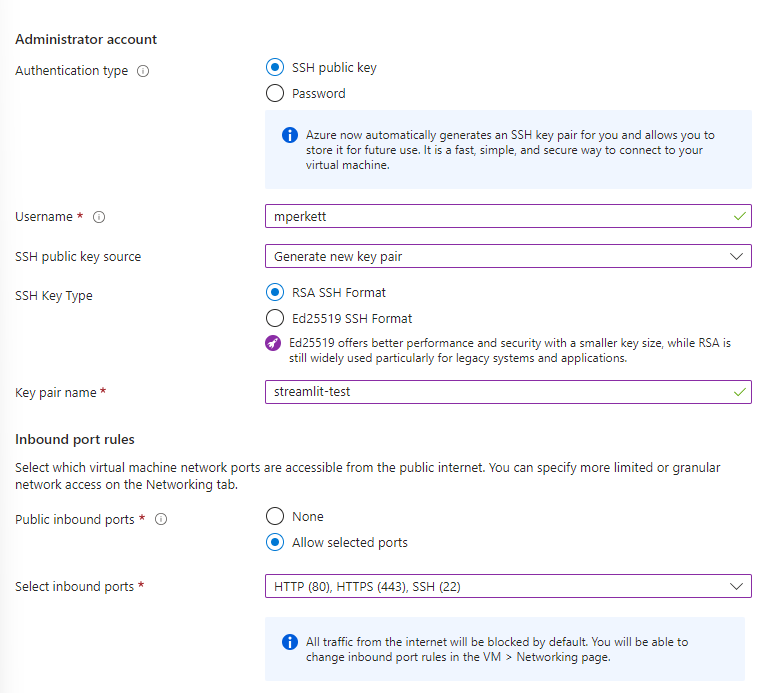 Administrator account
Authentication type
SSH public key
Password
Azure now automatically generates an SSH key pair for you and allows you to
store it for future use. It is a fast, simple, and secure way to connect to your
virtual machine.
Username *
mperkett
SSH public key source
Generate new key pair
SSH Key Type
RSA SSH Format
Ed25519 SSH Format
Ed25519 offers better performance and security with a smaller key size, while RSA is
still widely used particularly for legacy systems and applications.
Key pair name *
streamlit-test
Inbound port rules
Select which virtual machine network ports are accessible from the public internet. You can specify more limited or granular
network access on the Networking tab.
Public inbound ports *
None
Allow selected ports
Select inbound ports *
HTTP (80), HTTPS (443), SSH (22)
All traffic from the internet will be blocked by default. You will be able to
change inbound port rules in the VM > Networking page.